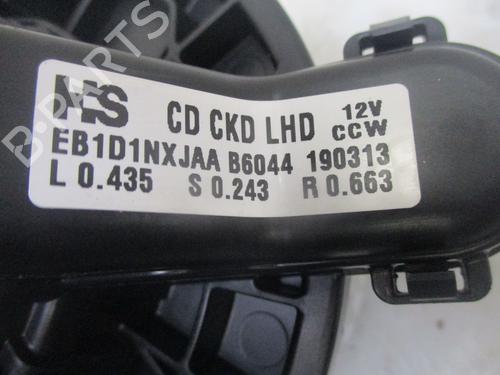 HS CD CKD LHD 12V CCW
EB1D1NXJAA B6044 190313
L 0.435 S 0.243 R 0.663
B-PARTS